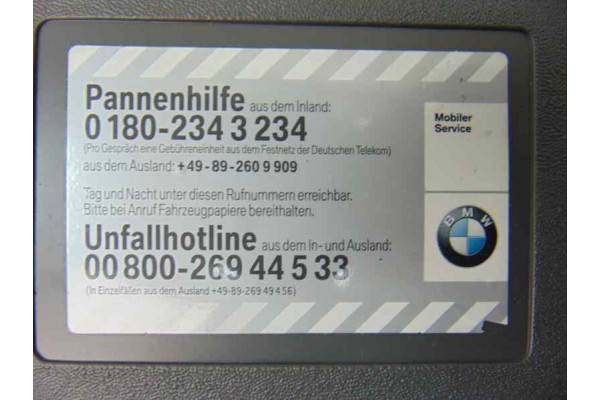 Pannenhilfe aus dem Inland:
0 180-234 3 234
(Pro Gespräch eine Gebühreneinheit aus dem Festnetz der Deutschen Telekom)
aus dem Ausland: +49-89-260 9 909
Tag und Nacht unter diesen Rufnummern erreichbar.
Bitte bei Anruf Fahrzeugpapiere bereithalten.
Unfallhotline aus dem In- und Ausland:
00 800-269 44 5 33
(In Einzelfällen aus dem Ausland +49-89-269 49 4 56)
Mobiler
Service
BMW